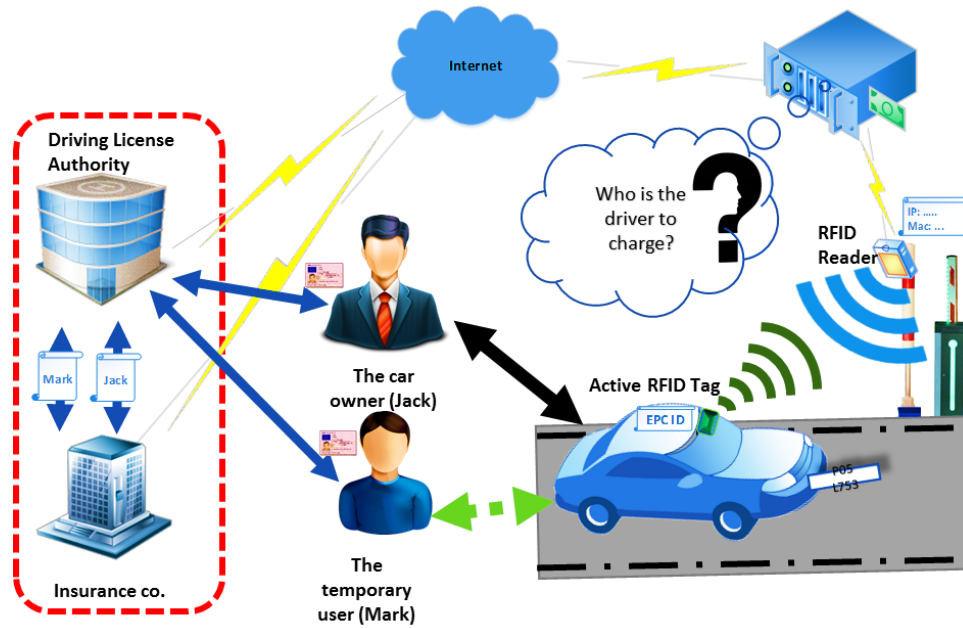 Internet
Driving License
Authority
Who is the
driver to
charge?
IP: .....
Mac: ...
RFID
Reader
Mark
Jack
The car
owner (Jack)
Active RFID Tag
EPC ID
P05
L753
Insurance co.
The
temporary
user (Mark)